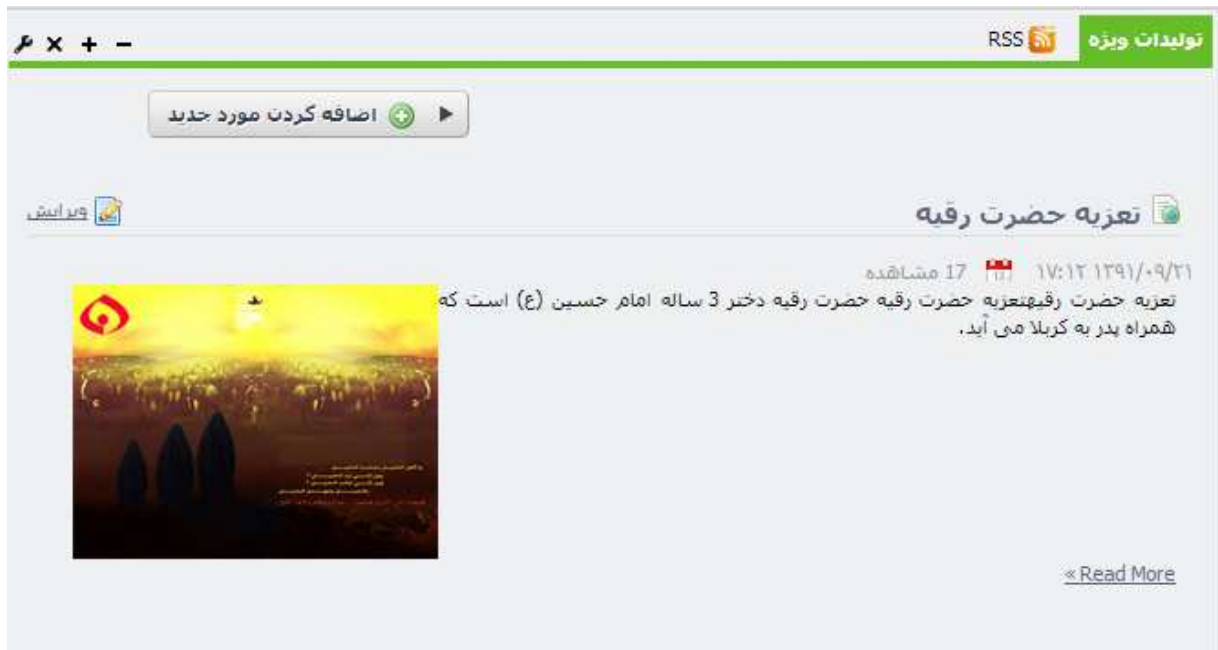 تولیدات ویژه
RSS
اضافه کردن مورد جدید
تعزیه حضرت رقیه
ویرایش
۱۳۹۱/۰۹/۲۱ ۱۷:۱۲ 17 مشاهده
تعزیه حضرت رقیهتعزیه حضرت رقیه حضرت رقیه دختر 3 ساله امام حسین (ع) است که
همراه پدر به کربلا می آید.
Read More »